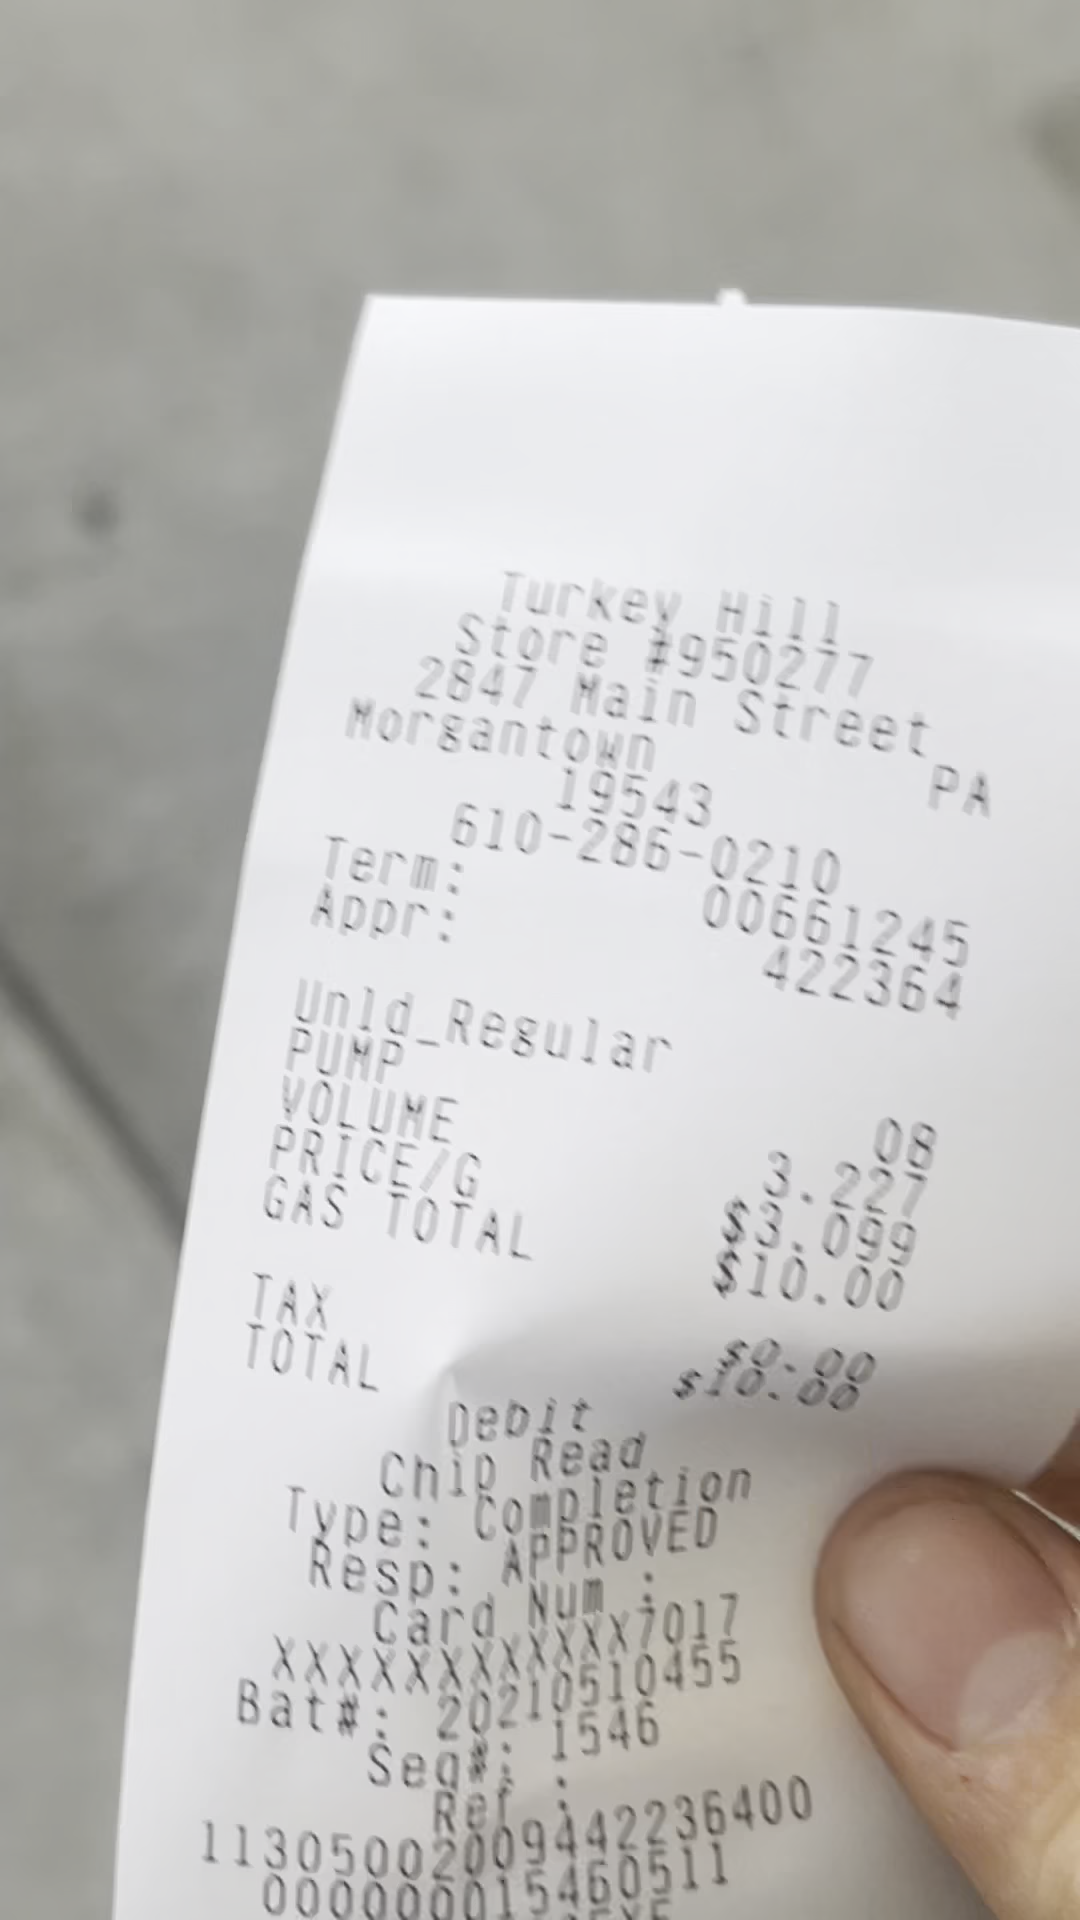 Turkey Hill
Store #950277
2847 Main Street
Morgantown PA
19543
610-286-0210
Term: 00661245
Appr: 422364
Unld_Regular
PUMP 08
VOLUME 3.227
PRICE/G $3.099
GAS TOTAL $10.00
TAX $0.00
TOTAL $10.00
Debit
Chip Read
Type: Completion
Resp: APPROVED
Card Num :
XXXXXXXXXXXX7017
Bat#: 20210510455
Seq#: 1546
Ref :
11305002009442236400
000000015460511